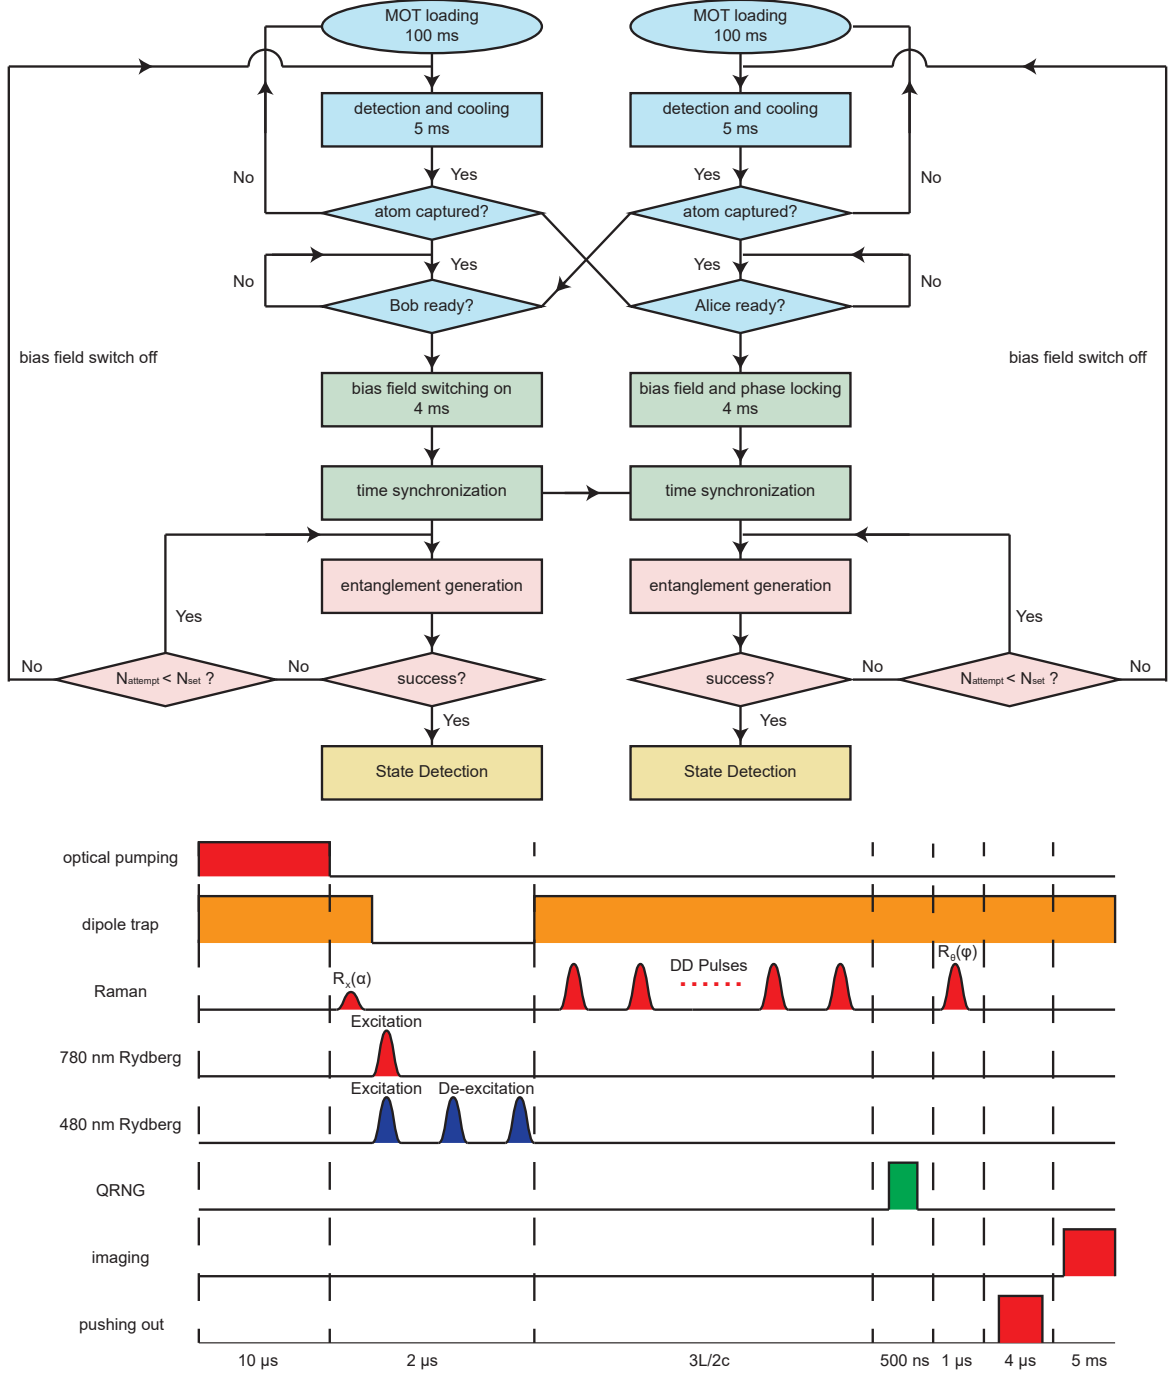 MOT loading
100 ms
MOT loading
100 ms
detection and cooling
5 ms
detection and cooling
5 ms
No
Yes
Yes
No
atom captured?
atom captured?
No
Yes
Yes
No
Bob ready?
Alice ready?
bias field switch off
bias field switch off
bias field switching on
4 ms
bias field and phase locking
4 ms
time synchronization
time synchronization
entanglement generation
entanglement generation
Yes
Yes
No
Nattempt < Nset ?
No
success?
success?
No
Nattempt < Nset ?
No
Yes
Yes
State Detection
State Detection
optical pumping
dipole trap
Raman
Rx(α)
DD Pulses
Rθ(φ)
780 nm Rydberg
Excitation
480 nm Rydberg
Excitation
De-excitation
QRNG
imaging
pushing out
10 µs
2 µs
3L/2c
500 ns
1 µs
4 µs
5 ms